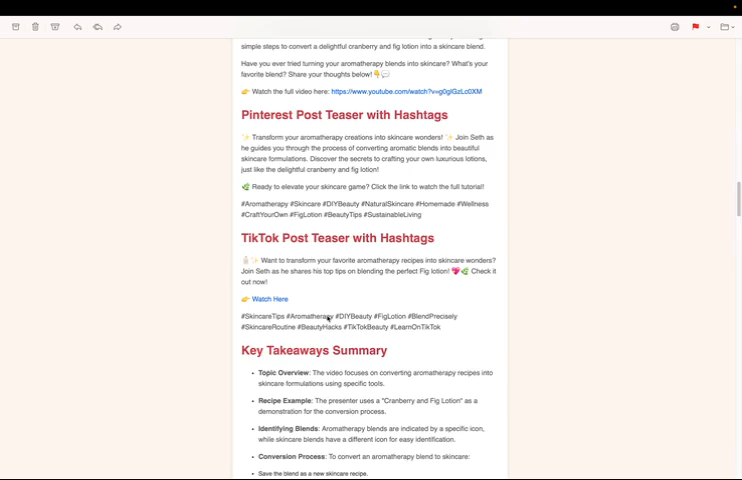 simple steps to convert a delightful cranberry and fig lotion into a skincare blend.
Have you ever tried turning your aromatherapy blends into skincare? What's your
favorite blend? Share your thoughts below! 👇💬
👉 Watch the full video here: https://www.youtube.com/watch?v=g0glGzLc0XM
Pinterest Post Teaser with Hashtags
✨ Transform your aromatherapy creations into skincare wonders! ✨ Join Seth as
he guides you through the process of converting aromatic blends into beautiful
skincare formulations. Discover the secrets to crafting your own luxurious lotions,
just like the delightful cranberry and fig lotion!
🌿 Ready to elevate your skincare game? Click the link to watch the full tutorial!
#Aromatherapy #Skincare #DIYBeauty #NaturalSkincare #Homemade #Wellness
#CraftYourOwn #FigLotion #BeautyTips #SustainableLiving
TikTok Post Teaser with Hashtags
✨ Want to transform your favorite aromatherapy recipes into skincare wonders?
Join Seth as he shares his top tips on blending the perfect Fig lotion! 💖🌿 Check it
out now!
👉 Watch Here
#SkincareTips #Aromatherapy #DIYBeauty #FigLotion #BlendPrecisely
#SkincareRoutine #BeautyHacks #TikTokBeauty #LearnOnTikTok
Key Takeaways Summary
• Topic Overview: The video focuses on converting aromatherapy recipes into
skincare formulations using specific tools.
• Recipe Example: The presenter uses a "Cranberry and Fig Lotion" as a
demonstration for the conversion process.
• Identifying Blends: Aromatherapy blends are indicated by a specific icon,
while skincare blends have a different icon for easy identification.
• Conversion Process: To convert an aromatherapy blend to skincare:
• Save the blend as a new skincare recipe.